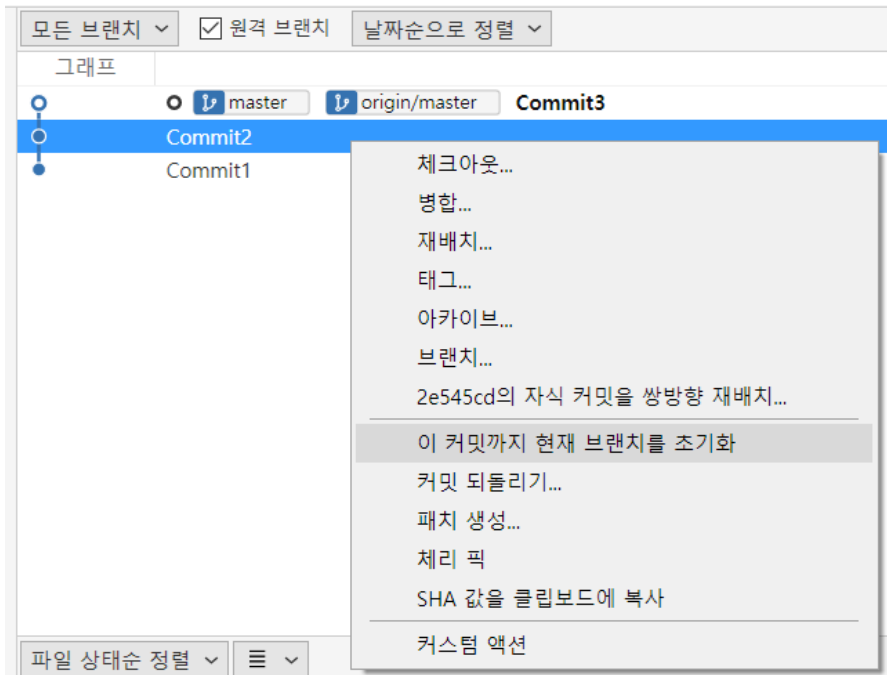 모든 브랜치 원격 브랜치 날짜순으로 정렬
그래프
master origin/master Commit3
Commit2
Commit1
체크아웃...
병합...
재배치...
태그...
아카이브...
브랜치...
2e545cd의 자식 커밋을 쌍방향 재배치...
이 커밋까지 현재 브랜치를 초기화
커밋 되돌리기...
패치 생성...
체리 픽
SHA 값을 클립보드에 복사
커스텀 액션
파일 상태순 정렬